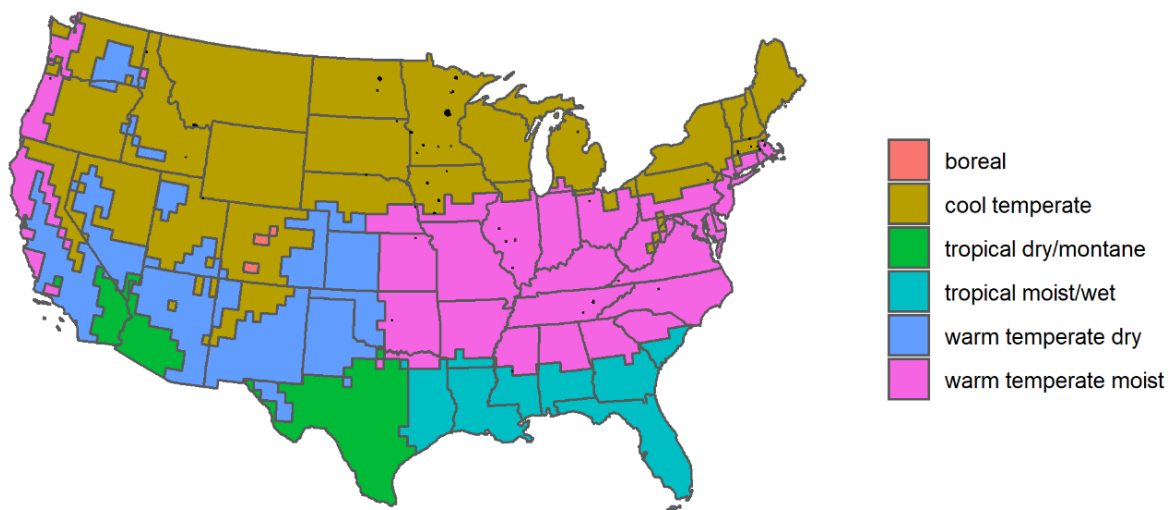 boreal
cool temperate
tropical dry/montane
tropical moist/wet
warm temperate dry
warm temperate moist